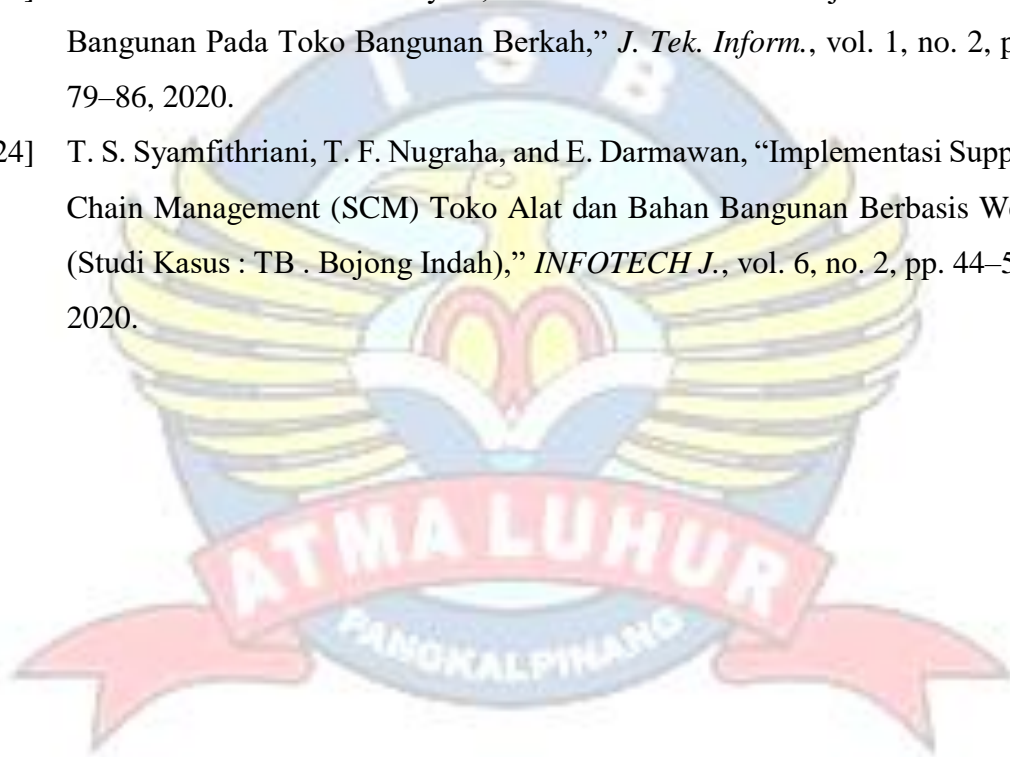 Bangunan Pada Toko Bangunan Berkah,” J. Tek. Inform., vol. 1, no. 2, p
79–86, 2020.
24] T. S. Syamfithriani, T. F. Nugraha, and E. Darmawan, “Implementasi Supp
Chain Management (SCM) Toko Alat dan Bahan Bangunan Berbasis We
(Studi Kasus : TB . Bojong Indah),” INFOTECH J., vol. 6, no. 2, pp. 44–5
2020.
I S B
ATMA LUHUR
PANGKALPINANG